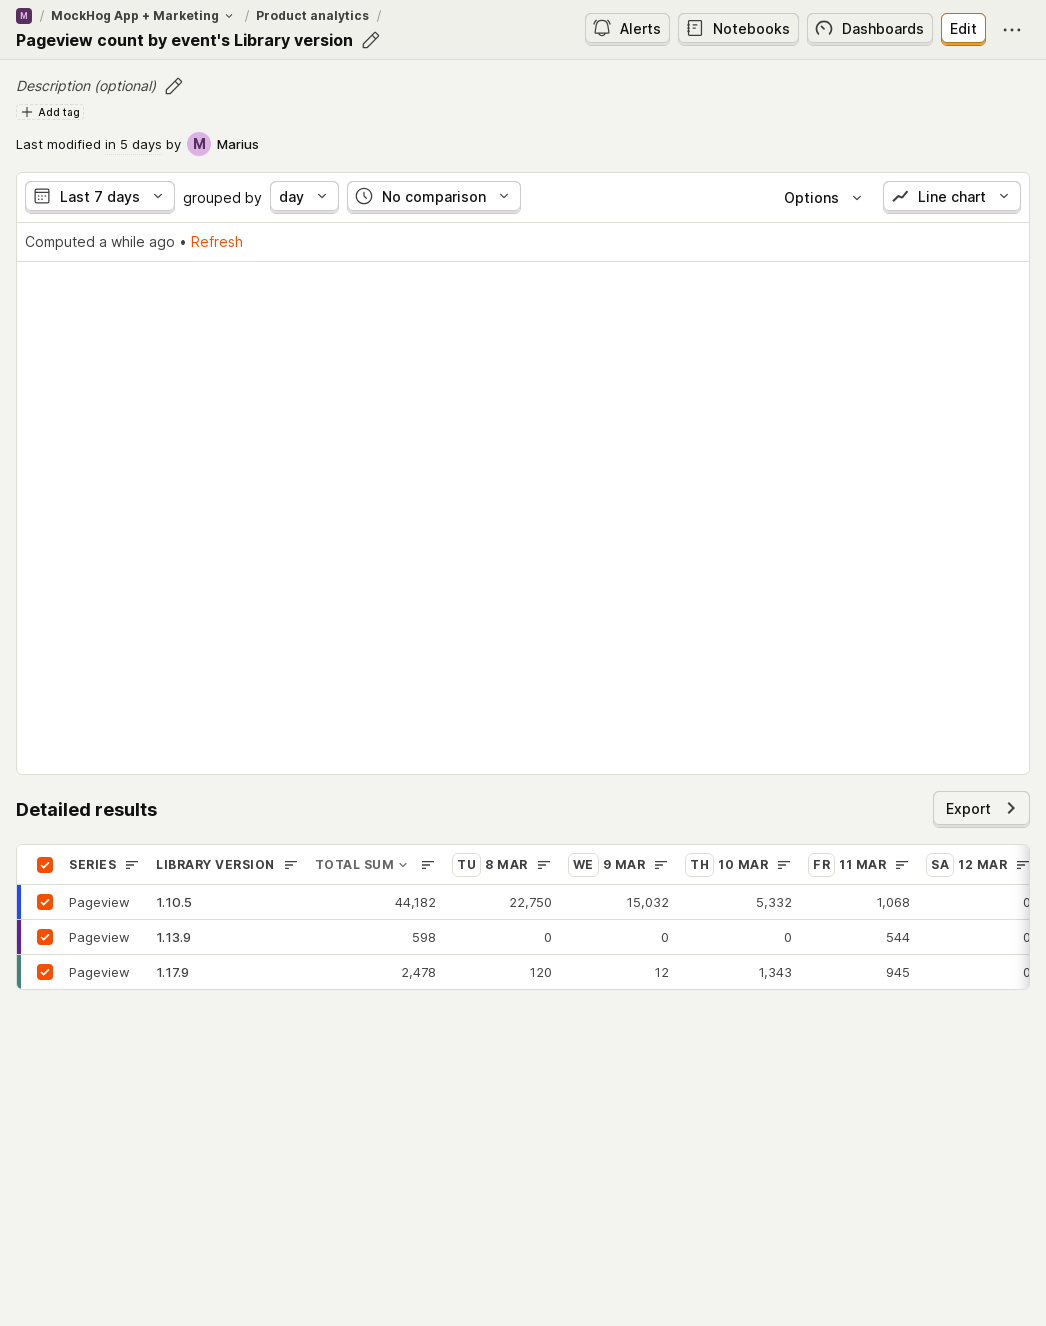 M / MockHog App + Marketing / Product analytics /
Pageview count by event's Library version
Alerts Notebooks Dashboards Edit
Description (optional)
Add tag
Last modified in 5 days by M Marius
Last 7 days grouped by day No comparison Options Line chart
Computed a while ago • Refresh
Detailed results Export
SERIES LIBRARY VERSION TOTAL SUM TU 8 MAR WE 9 MAR TH 10 MAR FR 11 MAR SA 12 MAR
Pageview 1.10.5 44,182 22,750 15,032 5,332 1,068 0
Pageview 1.13.9 598 0 0 0 544 0
Pageview 1.17.9 2,478 120 12 1,343 945 0